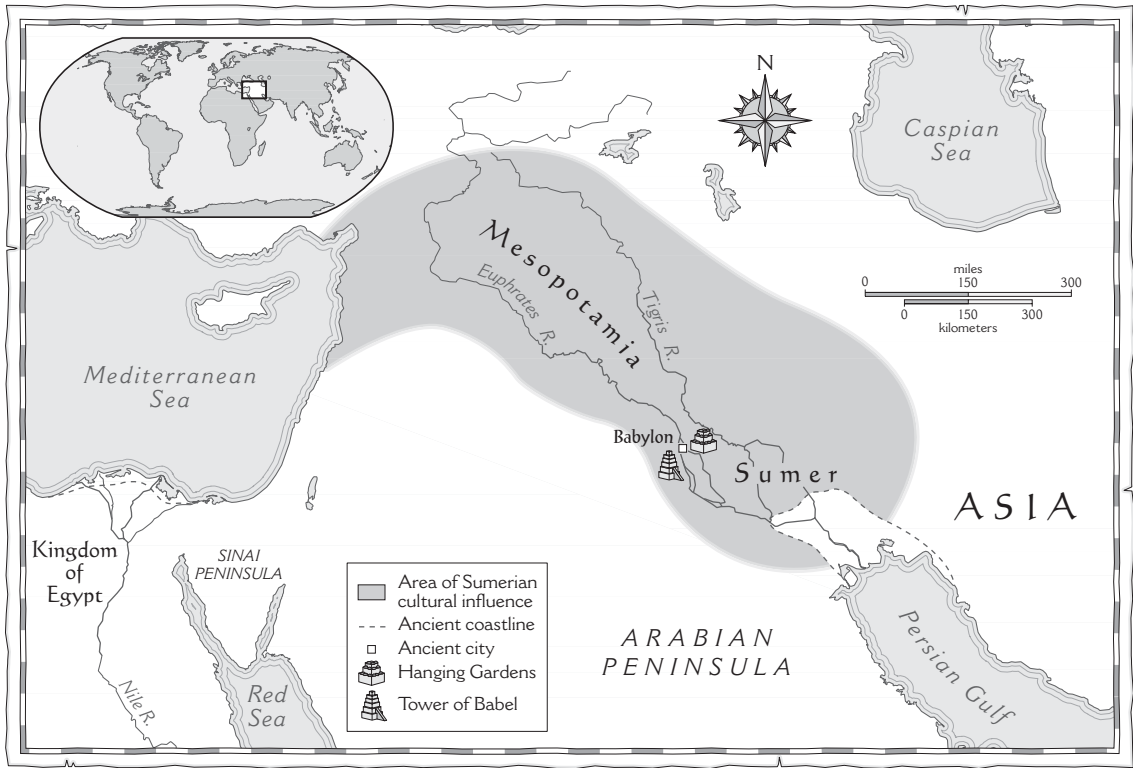 N
Caspian
Sea
miles
0 150 300
0 150 300
kilometers
Mesopotamia
Euphrates R.
Tigris R.
Mediterranean
Sea
Babylon
Sumer
ASIA
Kingdom
of
Egypt
SINAI
PENINSULA
Nile R.
Red
Sea
ARABIAN
PENINSULA
Persian Gulf
Area of Sumerian
cultural influence
Ancient coastline
Ancient city
Hanging Gardens
Tower of Babel